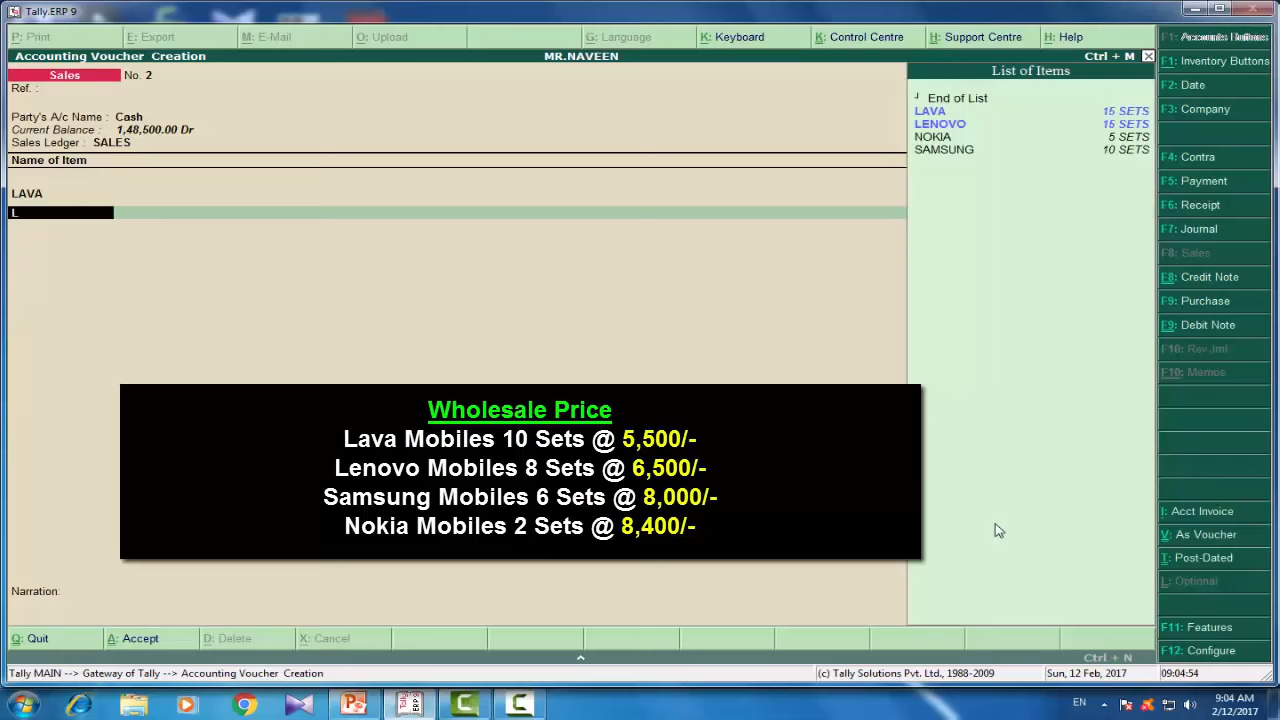 Tally.ERP 9
P: Print E: Export M: E-Mail O: Upload G: Language K: Keyboard K: Control Centre H: Support Centre H: Help
Accounting Voucher Creation MR.NAVEEN Ctrl + M
Sales No. 2
Ref. :
Party's A/c Name : Cash
Current Balance : 1,48,500.00 Dr
Sales Ledger : SALES
Name of Item
LAVA
L
List of Items
End of List
LAVA 15 SETS
LENOVO 15 SETS
NOKIA 5 SETS
SAMSUNG 10 SETS
Wholesale Price
Lava Mobiles 10 Sets @ 5,500/-
Lenovo Mobiles 8 Sets @ 6,500/-
Samsung Mobiles 6 Sets @ 8,000/-
Nokia Mobiles 2 Sets @ 8,400/-
Narration:
F1: Inventory Buttons
F2: Date
F3: Company
F4: Contra
F5: Payment
F6: Receipt
F7: Journal
F8: Sales
F8: Credit Note
F9: Purchase
F9: Debit Note
F10: Rev Jrnl
F10: Memos
I: Acct Invoice
V: As Voucher
T: Post-Dated
L: Optional
F11: Features
F12: Configure
Q: Quit A: Accept D: Delete X: Cancel
Ctrl + N
Tally MAIN --> Gateway of Tally --> Accounting Voucher Creation (c) Tally Solutions Pvt. Ltd., 1988-2009 Sun, 12 Feb, 2017 09:04:54
EN 9:04 AM
2/12/2017